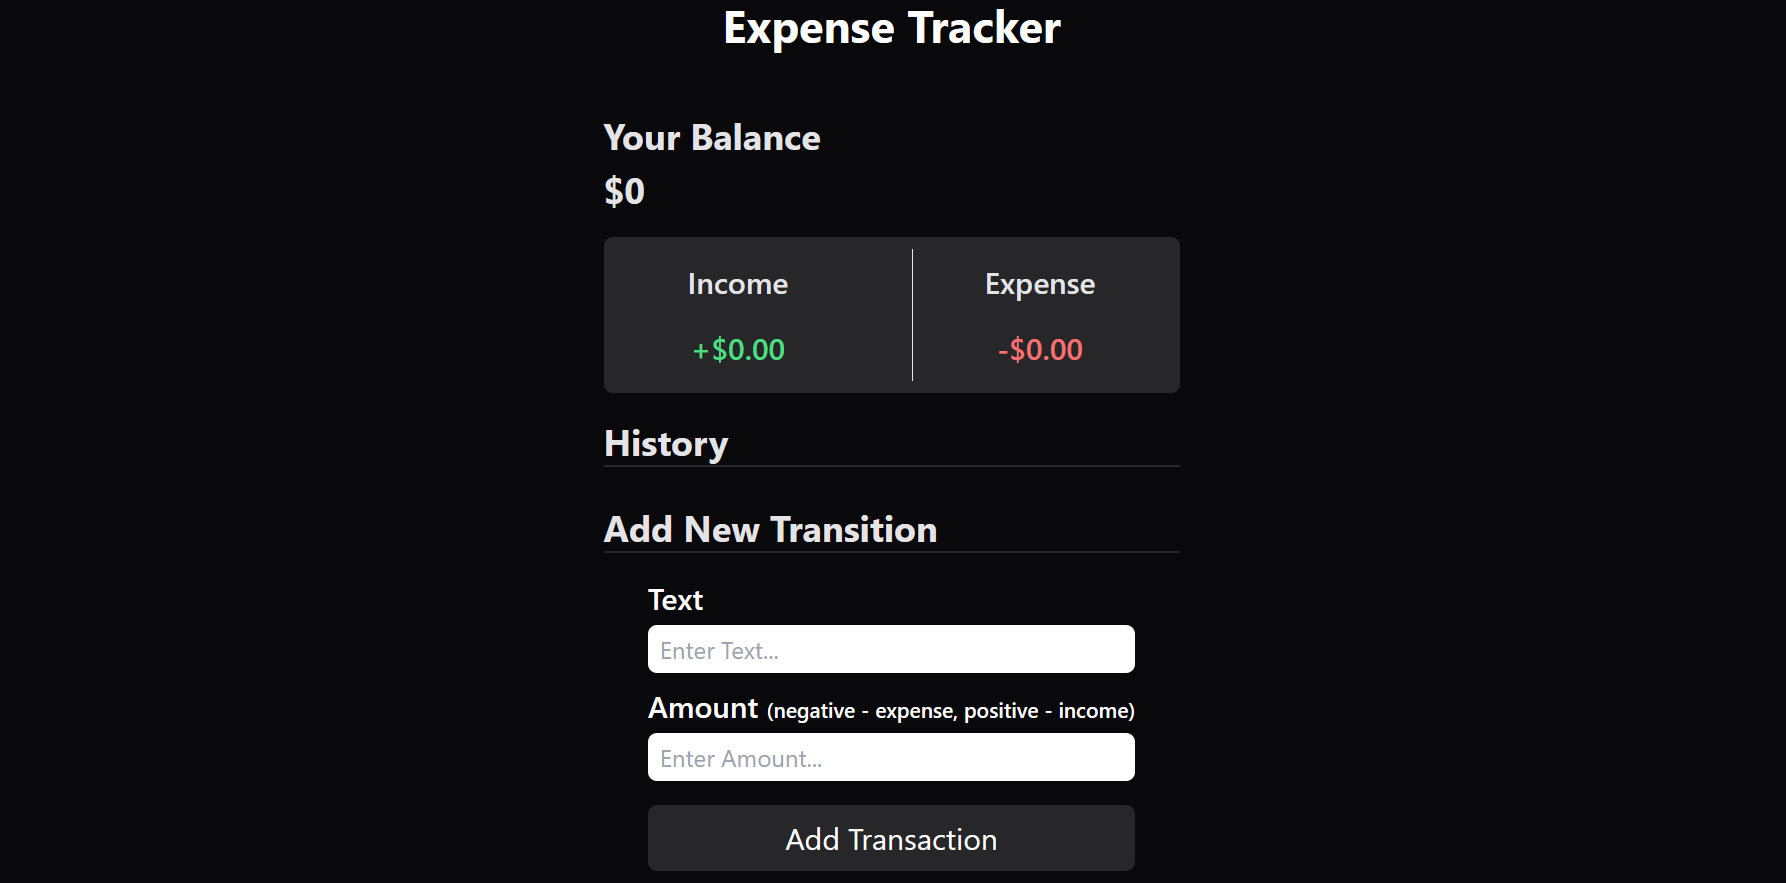 Expense Tracker
Your Balance
$0
Income
Expense
+$0.00
-$0.00
History
Add New Transition
Text
Enter Text...
Amount (negative - expense, positive - income)
Enter Amount...
Add Transaction